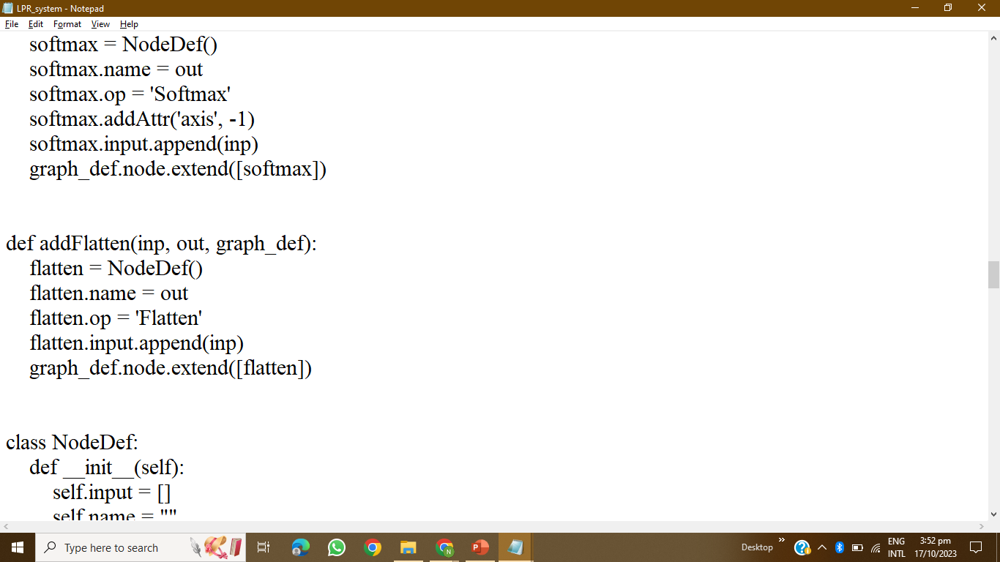 LPR_system - Notepad
File Edit Format View Help
softmax = NodeDef()
softmax.name = out
softmax.op = 'Softmax'
softmax.addAttr('axis', -1)
softmax.input.append(inp)
graph_def.node.extend([softmax])
def addFlatten(inp, out, graph_def):
flatten = NodeDef()
flatten.name = out
flatten.op = 'Flatten'
flatten.input.append(inp)
graph_def.node.extend([flatten])
class NodeDef:
def __init__(self):
self.input = []
self.name = ""
Type here to search
Desktop
ENG
INTL
3:52 pm
17/10/2023